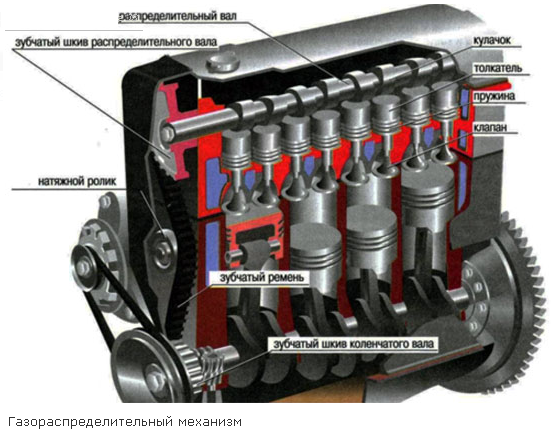 распределительный вал
зубчатый шкив распределительного вала
кулачок
толкатель
пружина
клапан
натяжной ролик
зубчатый ремень
зубчатый шкив коленчатого вала
Газораспределительный механизм